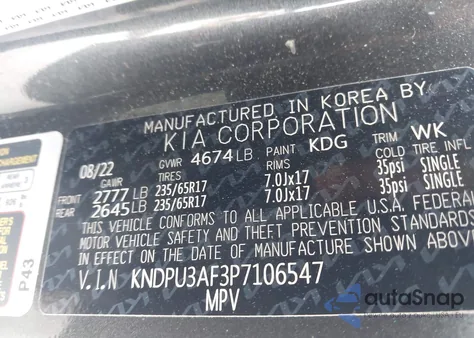 MANUFACTURED IN KOREA BY
KIA CORPORATION
08/22 GVWR 4674 LB PAINT KDG TRIM WK
GAWR TIRES RIMS COLD TIRE INFL
FRONT 2777 LB 235/65R17 7.0Jx17 35psi SINGLE
REAR 2645 LB 235/65R17 7.0Jx17 35psi SINGLE
THIS VEHICLE CONFORMS TO ALL APPLICABLE U.S.A. FEDERAL
MOTOR VEHICLE SAFETY AND THEFT PREVENTION STANDARD
IN EFFECT ON THE DATE OF MANUFACTURE SHOWN ABOVE
V.I.N KNDPU3AF3P7106547
MPV
P43
autoSnap